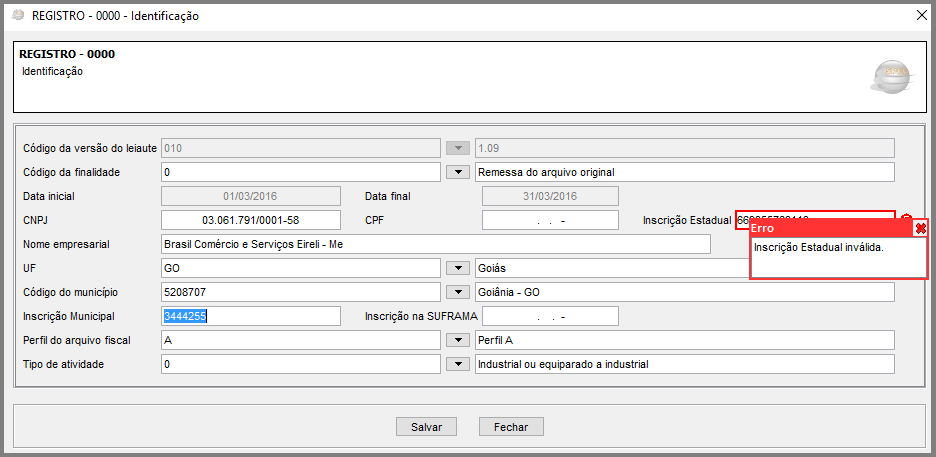 REGISTRO - 0000 - Identificação
REGISTRO - 0000
Identificação
Código da versão do leiaute 010 1.09
Código da finalidade 0 Remessa do arquivo original
Data inicial 01/03/2016 Data final 31/03/2016
CNPJ 03.061.791/0001-58 CPF . . - Inscrição Estadual
Erro
Nome empresarial Brasil Comércio e Serviços Eireli - Me
Inscrição Estadual inválida.
UF GO Goiás
Código do município 5208707 Goiânia - GO
Inscrição Municipal 3444255 Inscrição na SUFRAMA . . -
Perfil do arquivo fiscal A Perfil A
Tipo de atividade 0 Industrial ou equiparado a industrial
Salvar Fechar